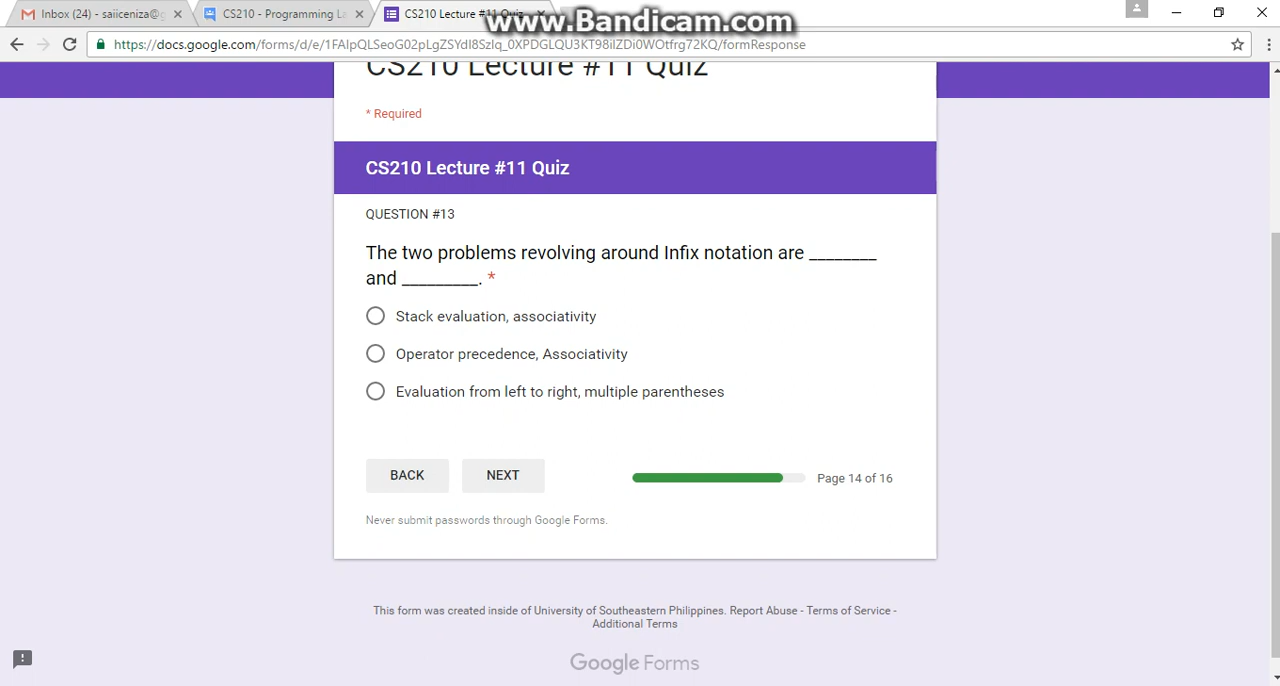 Inbox (24) - saiiceniza@g
CS210 - Programming La
CS210 Lecture #11 Quiz
www.Bandicam.com
https://docs.google.com/forms/d/e/1FAIpQLSeoG02pLgZSYdI8SzIq_0XPDGLQU3KT98iIZDi0WOtfrg72KQ/formResponse
CS210 Lecture #11 Quiz
* Required
CS210 Lecture #11 Quiz
QUESTION #13
The two problems revolving around Infix notation are ________
and _________. *
Stack evaluation, associativity
Operator precedence, Associativity
Evaluation from left to right, multiple parentheses
BACK
NEXT
Page 14 of 16
Never submit passwords through Google Forms.
This form was created inside of University of Southeastern Philippines. Report Abuse - Terms of Service -
Additional Terms
Google Forms